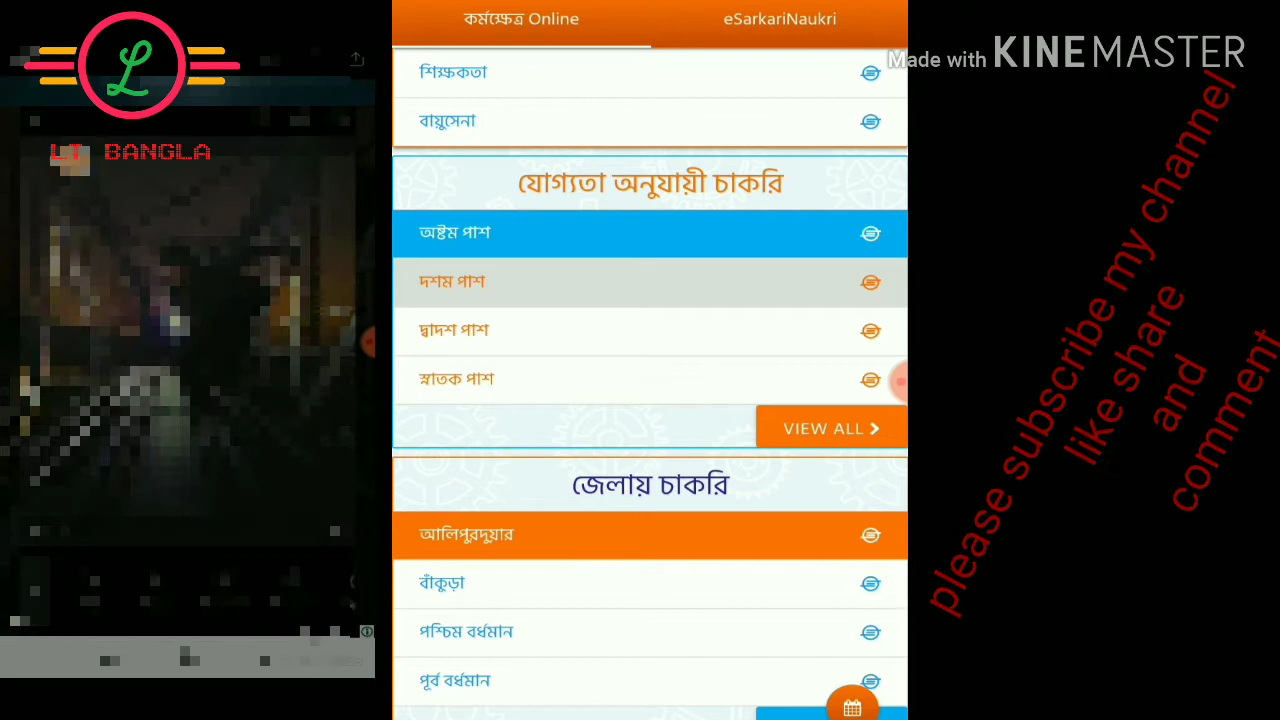 LT BANGLA
কর্মক্ষেত্র Online
eSarkariNaukri
শিক্ষকতা
বায়ুসেনা
যোগ্যতা অনুযায়ী চাকরি
অষ্টম পাশ
দশম পাশ
দ্বাদশ পাশ
স্নাতক পাশ
VIEW ALL
জেলায় চাকরি
আলিপুরদুয়ার
বাঁকুড়া
পশ্চিম বর্ধমান
পূর্ব বর্ধমান
Made with KINEMASTER
please subscribe my channel
like share
and
comment